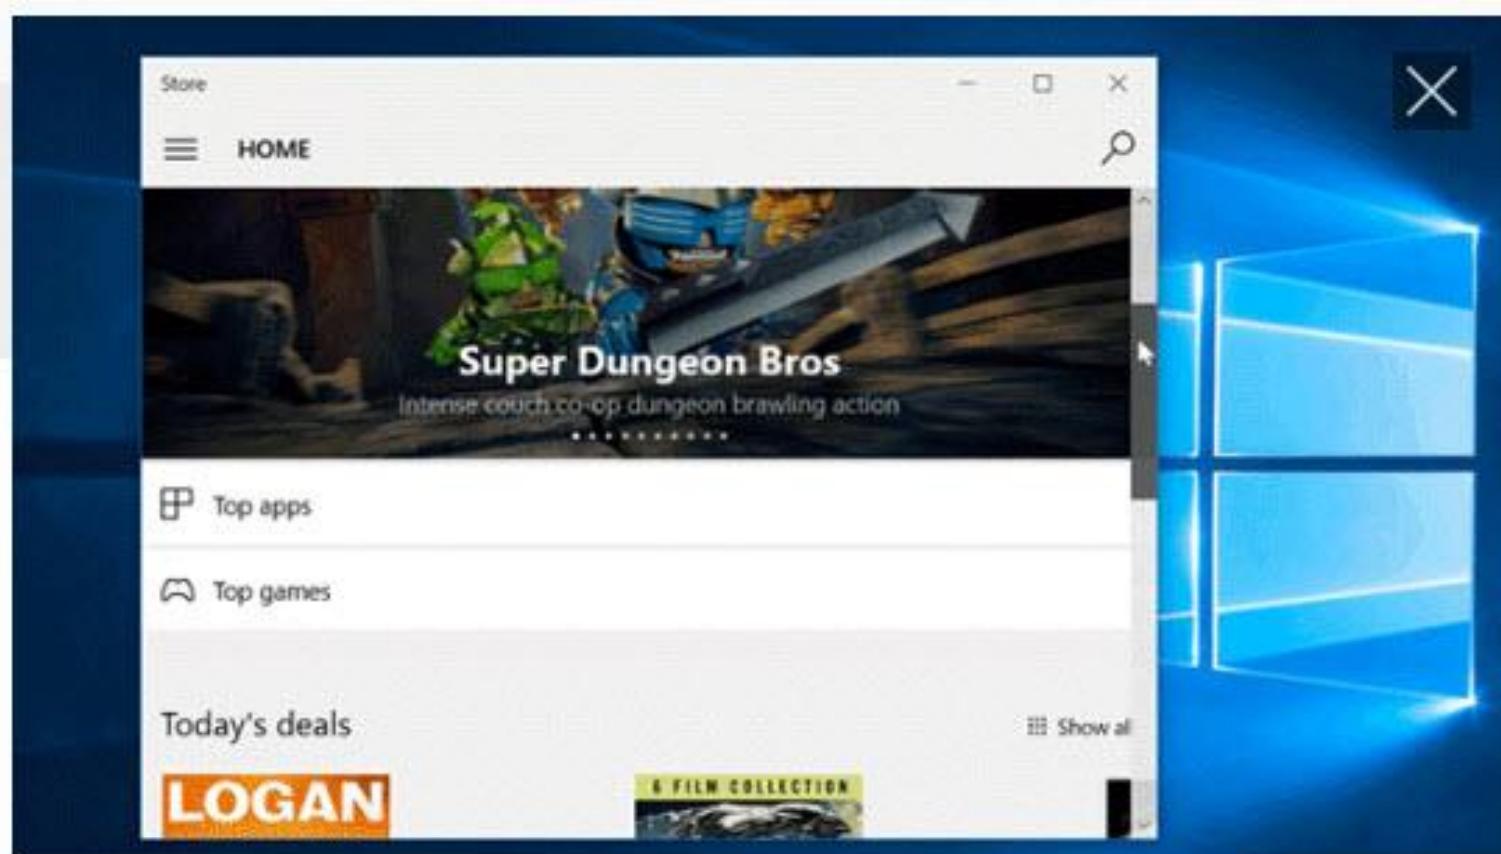 Store
HOME
Super Dungeon Bros
Intense couch co-op dungeon brawling action
Top apps
Top games
Today's deals
Show al
LOGAN
6 FILM COLLECTION